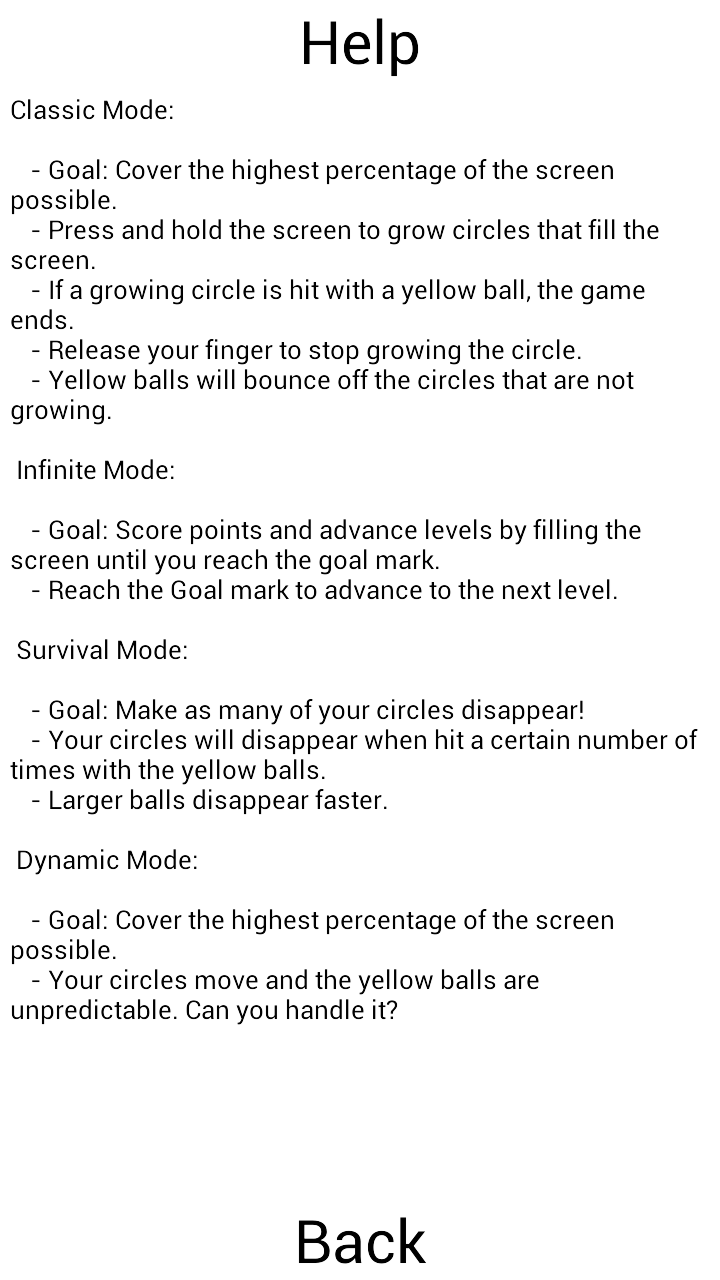 Help
Classic Mode:
- Goal: Cover the highest percentage of the screen
possible.
- Press and hold the screen to grow circles that fill the
screen.
- If a growing circle is hit with a yellow ball, the game
ends.
- Release your finger to stop growing the circle.
- Yellow balls will bounce off the circles that are not
growing.
Infinite Mode:
- Goal: Score points and advance levels by filling the
screen until you reach the goal mark.
- Reach the Goal mark to advance to the next level.
Survival Mode:
- Goal: Make as many of your circles disappear!
- Your circles will disappear when hit a certain number of
times with the yellow balls.
- Larger balls disappear faster.
Dynamic Mode:
- Goal: Cover the highest percentage of the screen
possible.
- Your circles move and the yellow balls are
unpredictable. Can you handle it?
Back